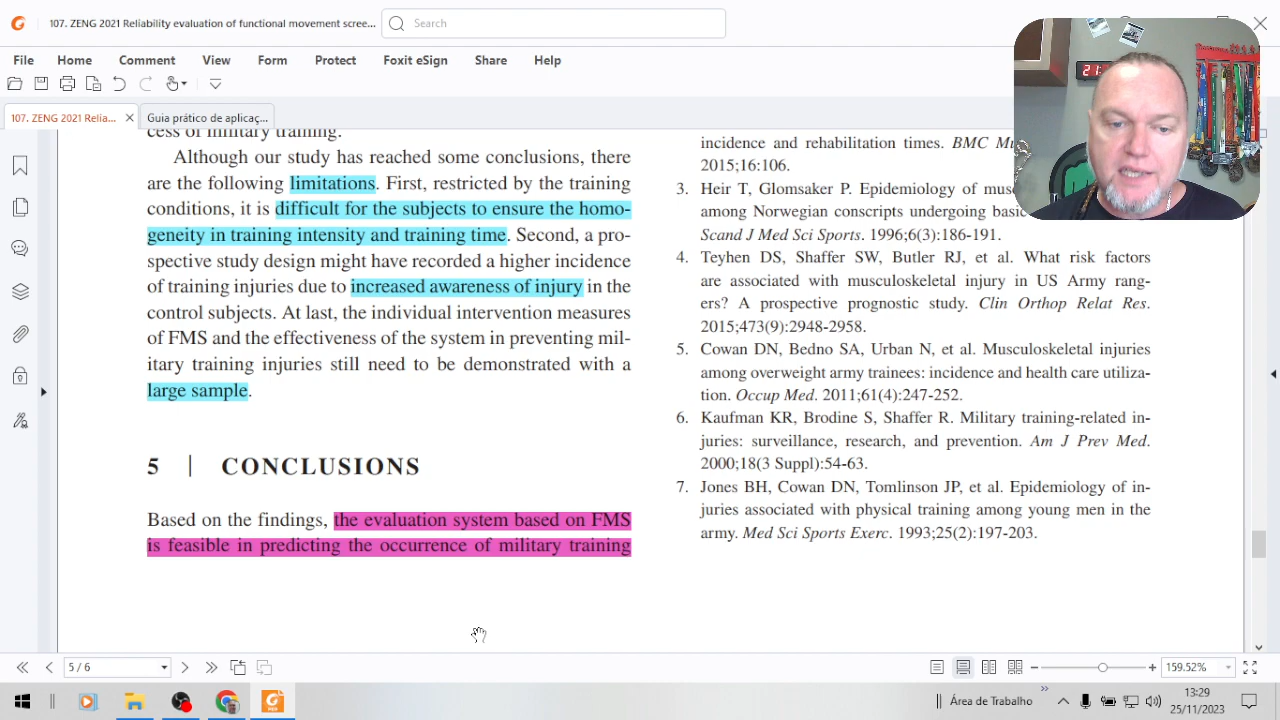 107. ZENG 2021 Reliability evaluation of functional movement scree...
Search
File Home Comment View Form Protect Foxit eSign Share Help
107. ZENG 2021 Relia...
Guia prático de aplicaç...
cess of military training.
Although our study has reached some conclusions, there
are the following limitations. First, restricted by the training
conditions, it is difficult for the subjects to ensure the homo-
geneity in training intensity and training time. Second, a pro-
spective study design might have recorded a higher incidence
of training injuries due to increased awareness of injury in the
control subjects. At last, the individual intervention measures
of FMS and the effectiveness of the system in preventing mil-
itary training injuries still need to be demonstrated with a
large sample.
5 | CONCLUSIONS
Based on the findings, the evaluation system based on FMS
is feasible in predicting the occurrence of military training
incidence and rehabilitation times. BMC
2015;16:106.
3. Heir T, Glomsaker P. Epidemiology of
among Norwegian conscripts undergoing
Scand J Med Sci Sports. 1996;6(3):186-191.
4. Teyhen DS, Shaffer SW, Butler RJ, et al. What risk factors
are associated with musculoskeletal injury in US Army rang-
ers? A prospective prognostic study. Clin Orthop Relat Res.
2015;473(9):2948-2958.
5. Cowan DN, Bedno SA, Urban N, et al. Musculoskeletal injuries
among overweight army trainees: incidence and health care utiliza-
tion. Occup Med. 2011;61(4):247-252.
6. Kaufman KR, Brodine S, Shaffer R. Military training-related in-
juries: surveillance, research, and prevention. Am J Prev Med.
2000;18(3 Suppl):54-63.
7. Jones BH, Cowan DN, Tomlinson JP, et al. Epidemiology of in-
juries associated with physical training among young men in the
army. Med Sci Sports Exerc. 1993;25(2):197-203.
5 / 6
159.52%
Área de Trabalho
13:29
25/11/2023